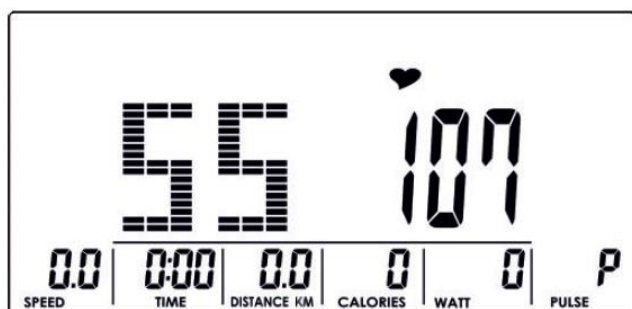 55 107
0.0 0:00 0.0 0 0 P
SPEED TIME DISTANCE KM CALORIES WATT PULSE